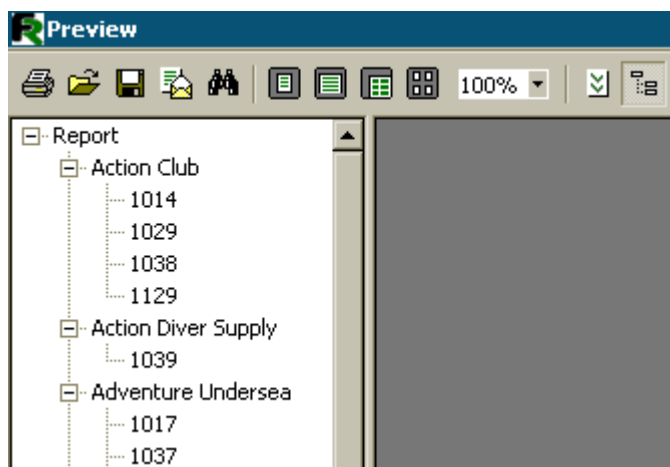 Preview
100%
Report
Action Club
1014
1029
1038
1129
Action Diver Supply
1039
Adventure Undersea
1017
1037